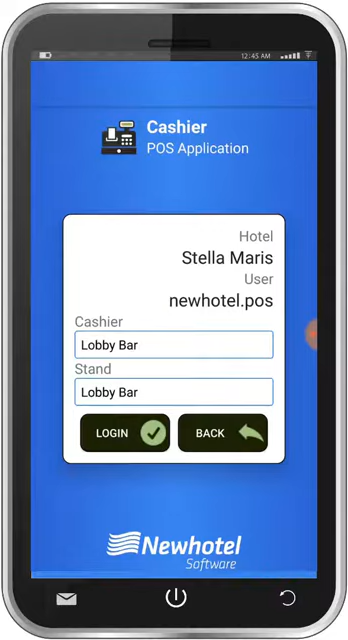 12:45 AM
Cashier
POS Application
Hotel
Stella Maris
User
newhotel.pos
Cashier
Lobby Bar
Stand
Lobby Bar
LOGIN
BACK
Newhotel
Software